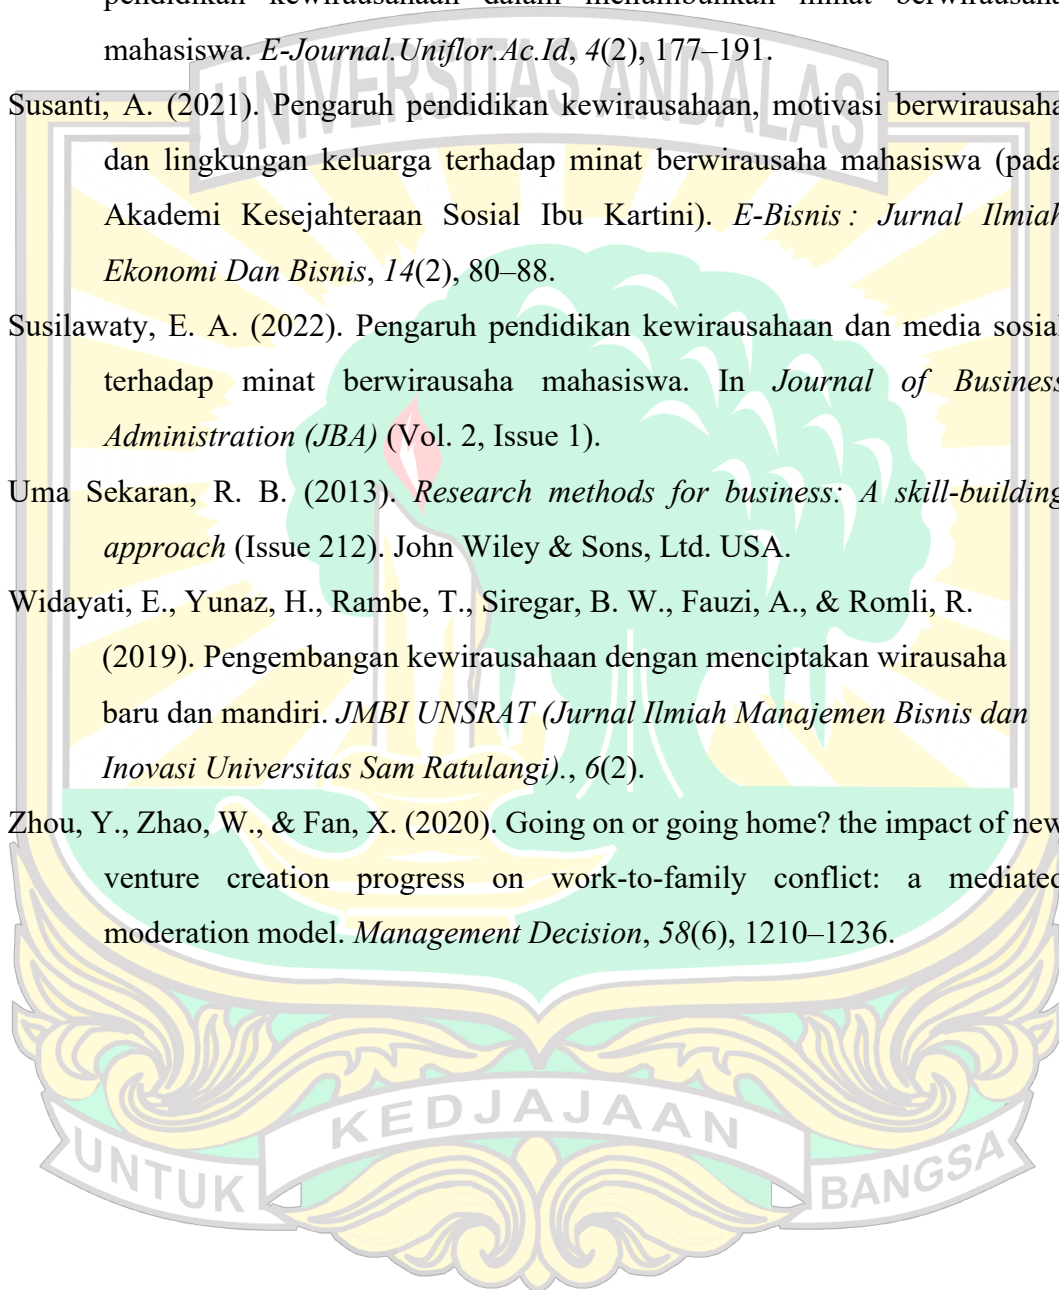 pendidikan kewirausahaan dalam menumbuhkan minat berwirausaha
mahasiswa. E-Journal.Uniflor.Ac.Id, 4(2), 177–191.
UNIVERSITAS ANDALAS
Susanti, A. (2021). Pengaruh pendidikan kewirausahaan, motivasi berwirausaha
dan lingkungan keluarga terhadap minat berwirausaha mahasiswa (pada
Akademi Kesejahteraan Sosial Ibu Kartini). E-Bisnis : Jurnal Ilmiah
Ekonomi Dan Bisnis, 14(2), 80–88.
Susilawaty, E. A. (2022). Pengaruh pendidikan kewirausahaan dan media sosial
terhadap minat berwirausaha mahasiswa. In Journal of Business
Administration (JBA) (Vol. 2, Issue 1).
Uma Sekaran, R. B. (2013). Research methods for business: A skill-building
approach (Issue 212). John Wiley & Sons, Ltd. USA.
Widayati, E., Yunaz, H., Rambe, T., Siregar, B. W., Fauzi, A., & Romli, R.
(2019). Pengembangan kewirausahaan dengan menciptakan wirausaha
baru dan mandiri. JMBI UNSRAT (Jurnal Ilmiah Manajemen Bisnis dan
Inovasi Universitas Sam Ratulangi)., 6(2).
Zhou, Y., Zhao, W., & Fan, X. (2020). Going on or going home? the impact of new
venture creation progress on work-to-family conflict: a mediated
moderation model. Management Decision, 58(6), 1210–1236.
UNTUK KEDJAJAAN BANGSA